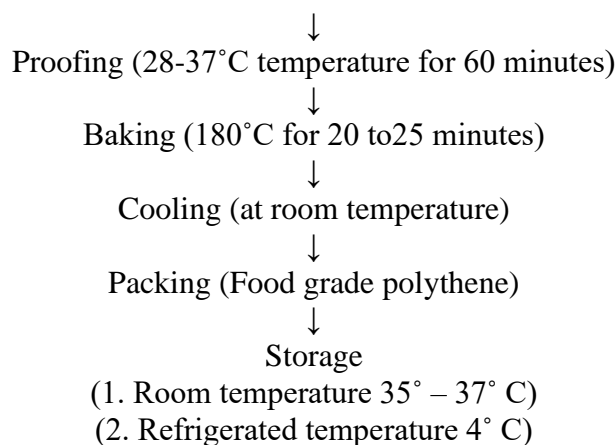 ↓
Proofing (28-37˚C temperature for 60 minutes)
↓
Baking (180˚C for 20 to25 minutes)
↓
Cooling (at room temperature)
↓
Packing (Food grade polythene)
↓
Storage
(1. Room temperature 35˚ – 37˚ C)
(2. Refrigerated temperature 4˚ C)